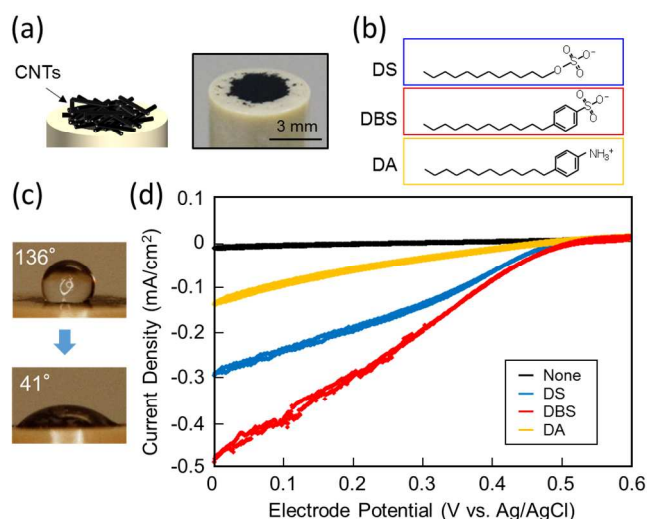 (a)
CNTs
3 mm
(b)
DS
O
S
O
O
O⁻
DBS
O
S
O
O⁻
DA
NH₃⁺
(c)
136°
41°
(d)
0.1
0
-0.1
-0.2
-0.3
-0.4
-0.5
Current Density (mA/cm²)
None
DS
DBS
DA
0 0.1 0.2 0.3 0.4 0.5 0.6
Electrode Potential (V vs. Ag/AgCl)